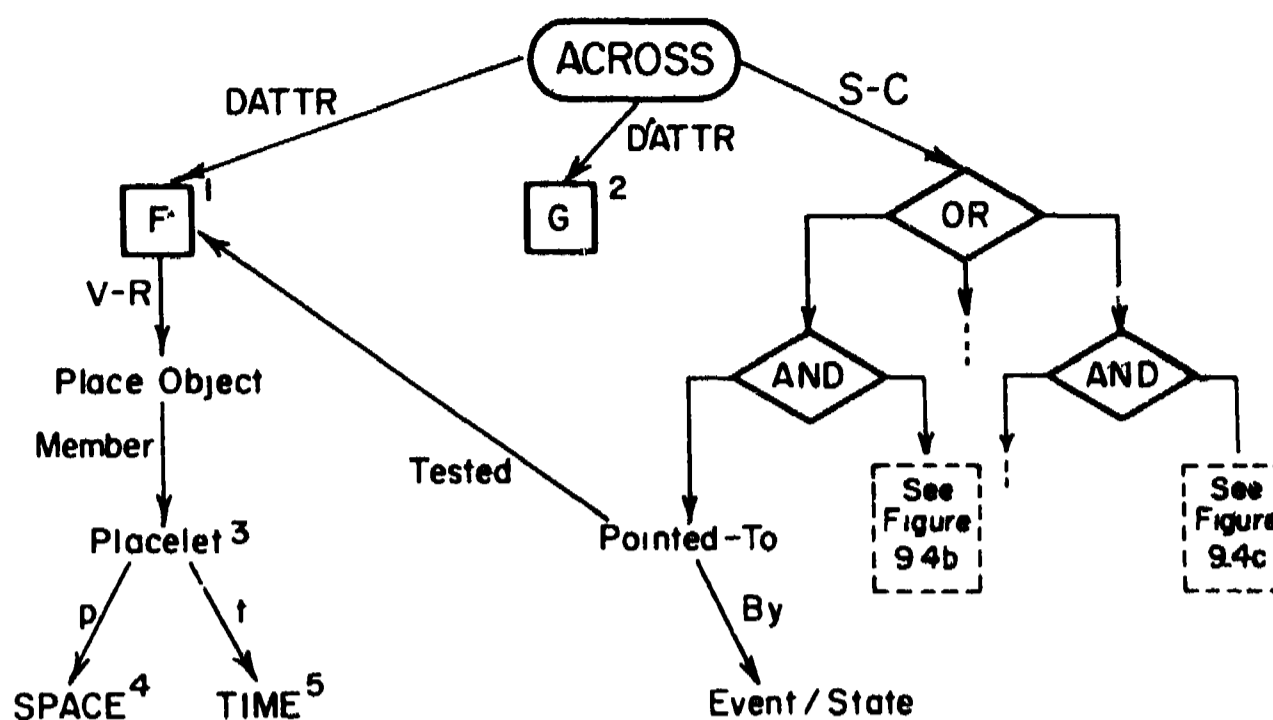 ACROSS
DATTR
DATTR
S-C
F 1
G 2
OR
V-R
Place Object
AND
AND
Member
Tested
See
Figure
9.4b
See
Figure
9.4c
Placelet 3
Pointed-To
p
t
By
SPACE 4
TIME 5
Event / State